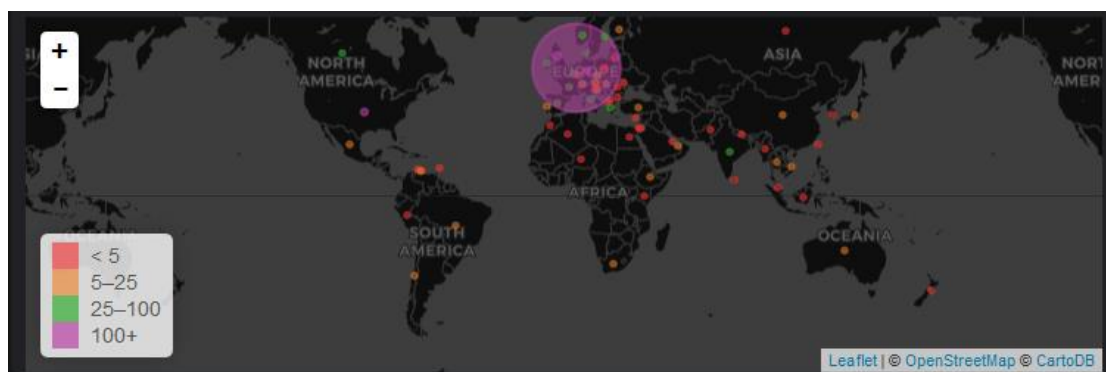 +
−
NORTH
AMERICA
EUROPE
ASIA
NORT
AMER
AFRICA
SOUTH
AMERICA
OCEANIA
< 5
5–25
25–100
100+
Leaflet | © OpenStreetMap © CartoDB